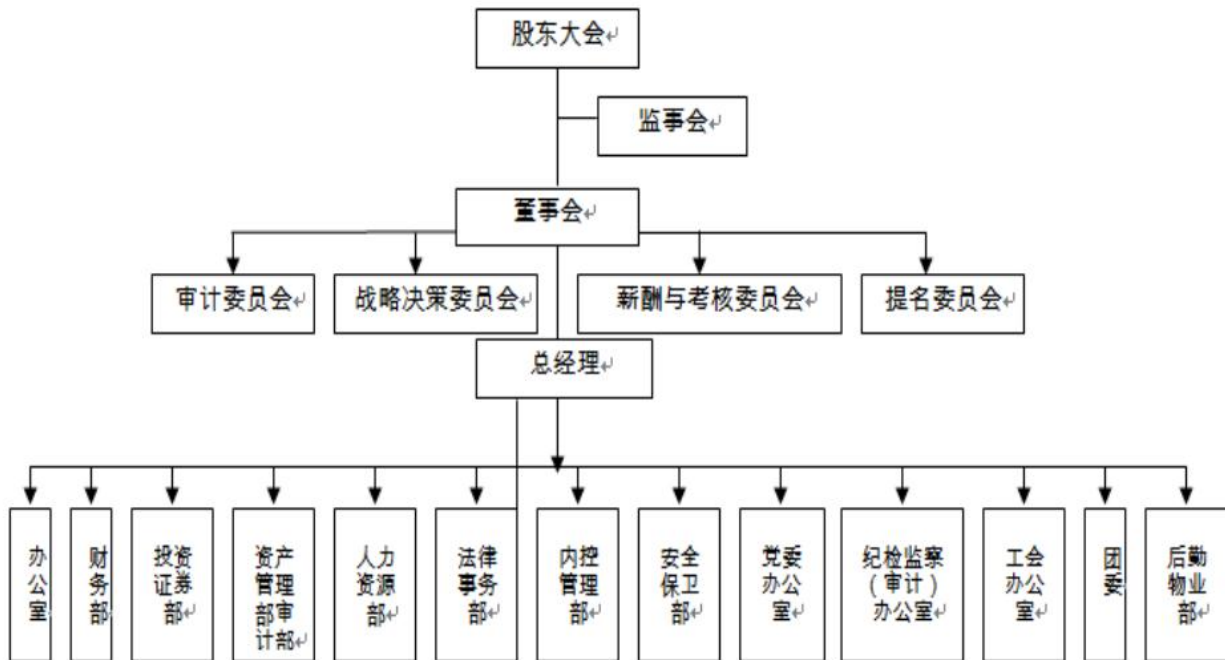 股东大会
监事会
董事会
审计委员会
战略决策委员会
薪酬与考核委员会
提名委员会
总经理
办
公
室
财
务
部
投资
证券
部
资产
管理
部审
计部
人力
资源
部
法律
事务
部
内控
管理
部
安全
保卫
部
党委
办公
室
纪检监察
（审计）
办公室
工会
办公
室
团
委
后勤
物业
部